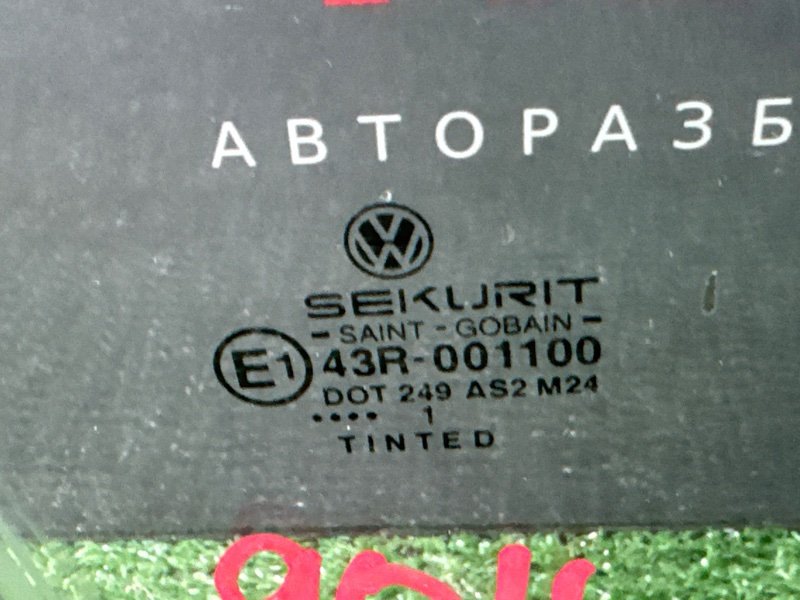 АВТОРАЗБ
SEKURIT
- SAINT - GOBAIN -
E1 43R-001100
DOT 249 AS2 M24
•••• 1
TINTED